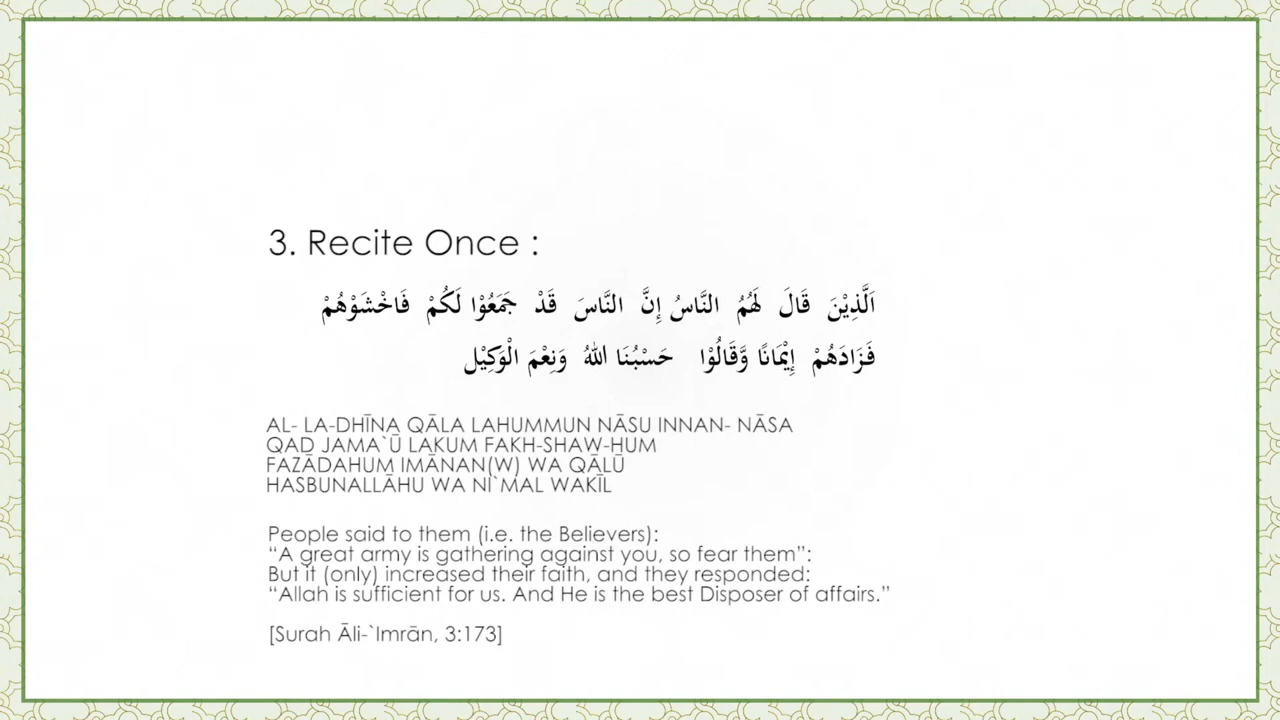 3. Recite Once :
اَلَّذِيْنَ قَالَ لَهُمُ النَّاسُ إِنَّ النَّاسَ قَدْ جَمَعُوْا لَكُمْ فَاخْشَوْهُمْ
فَزَادَهُمْ إِيْمَانًا وَّقَالُوْا حَسْبُنَا اللهُ وَنِعْمَ الْوَكِيْل
AL- LA-DHĪNA QĀLA LAHUMMUN NĀSU INNAN- NĀSA
QAD JAMA`Ū LAKUM FAKH-SHAW-HUM
FAZĀDAHUM IMĀNAN(W) WA QĀLŪ
HASBUNALLĀHU WA NI`MAL WAKĪL
People said to them (i.e. the Believers):
“A great army is gathering against you, so fear them”:
But it (only) increased their faith, and they responded:
“Allah is sufficient for us. And He is the best Disposer of affairs.”
[Surah Āli-`Imrān, 3:173]